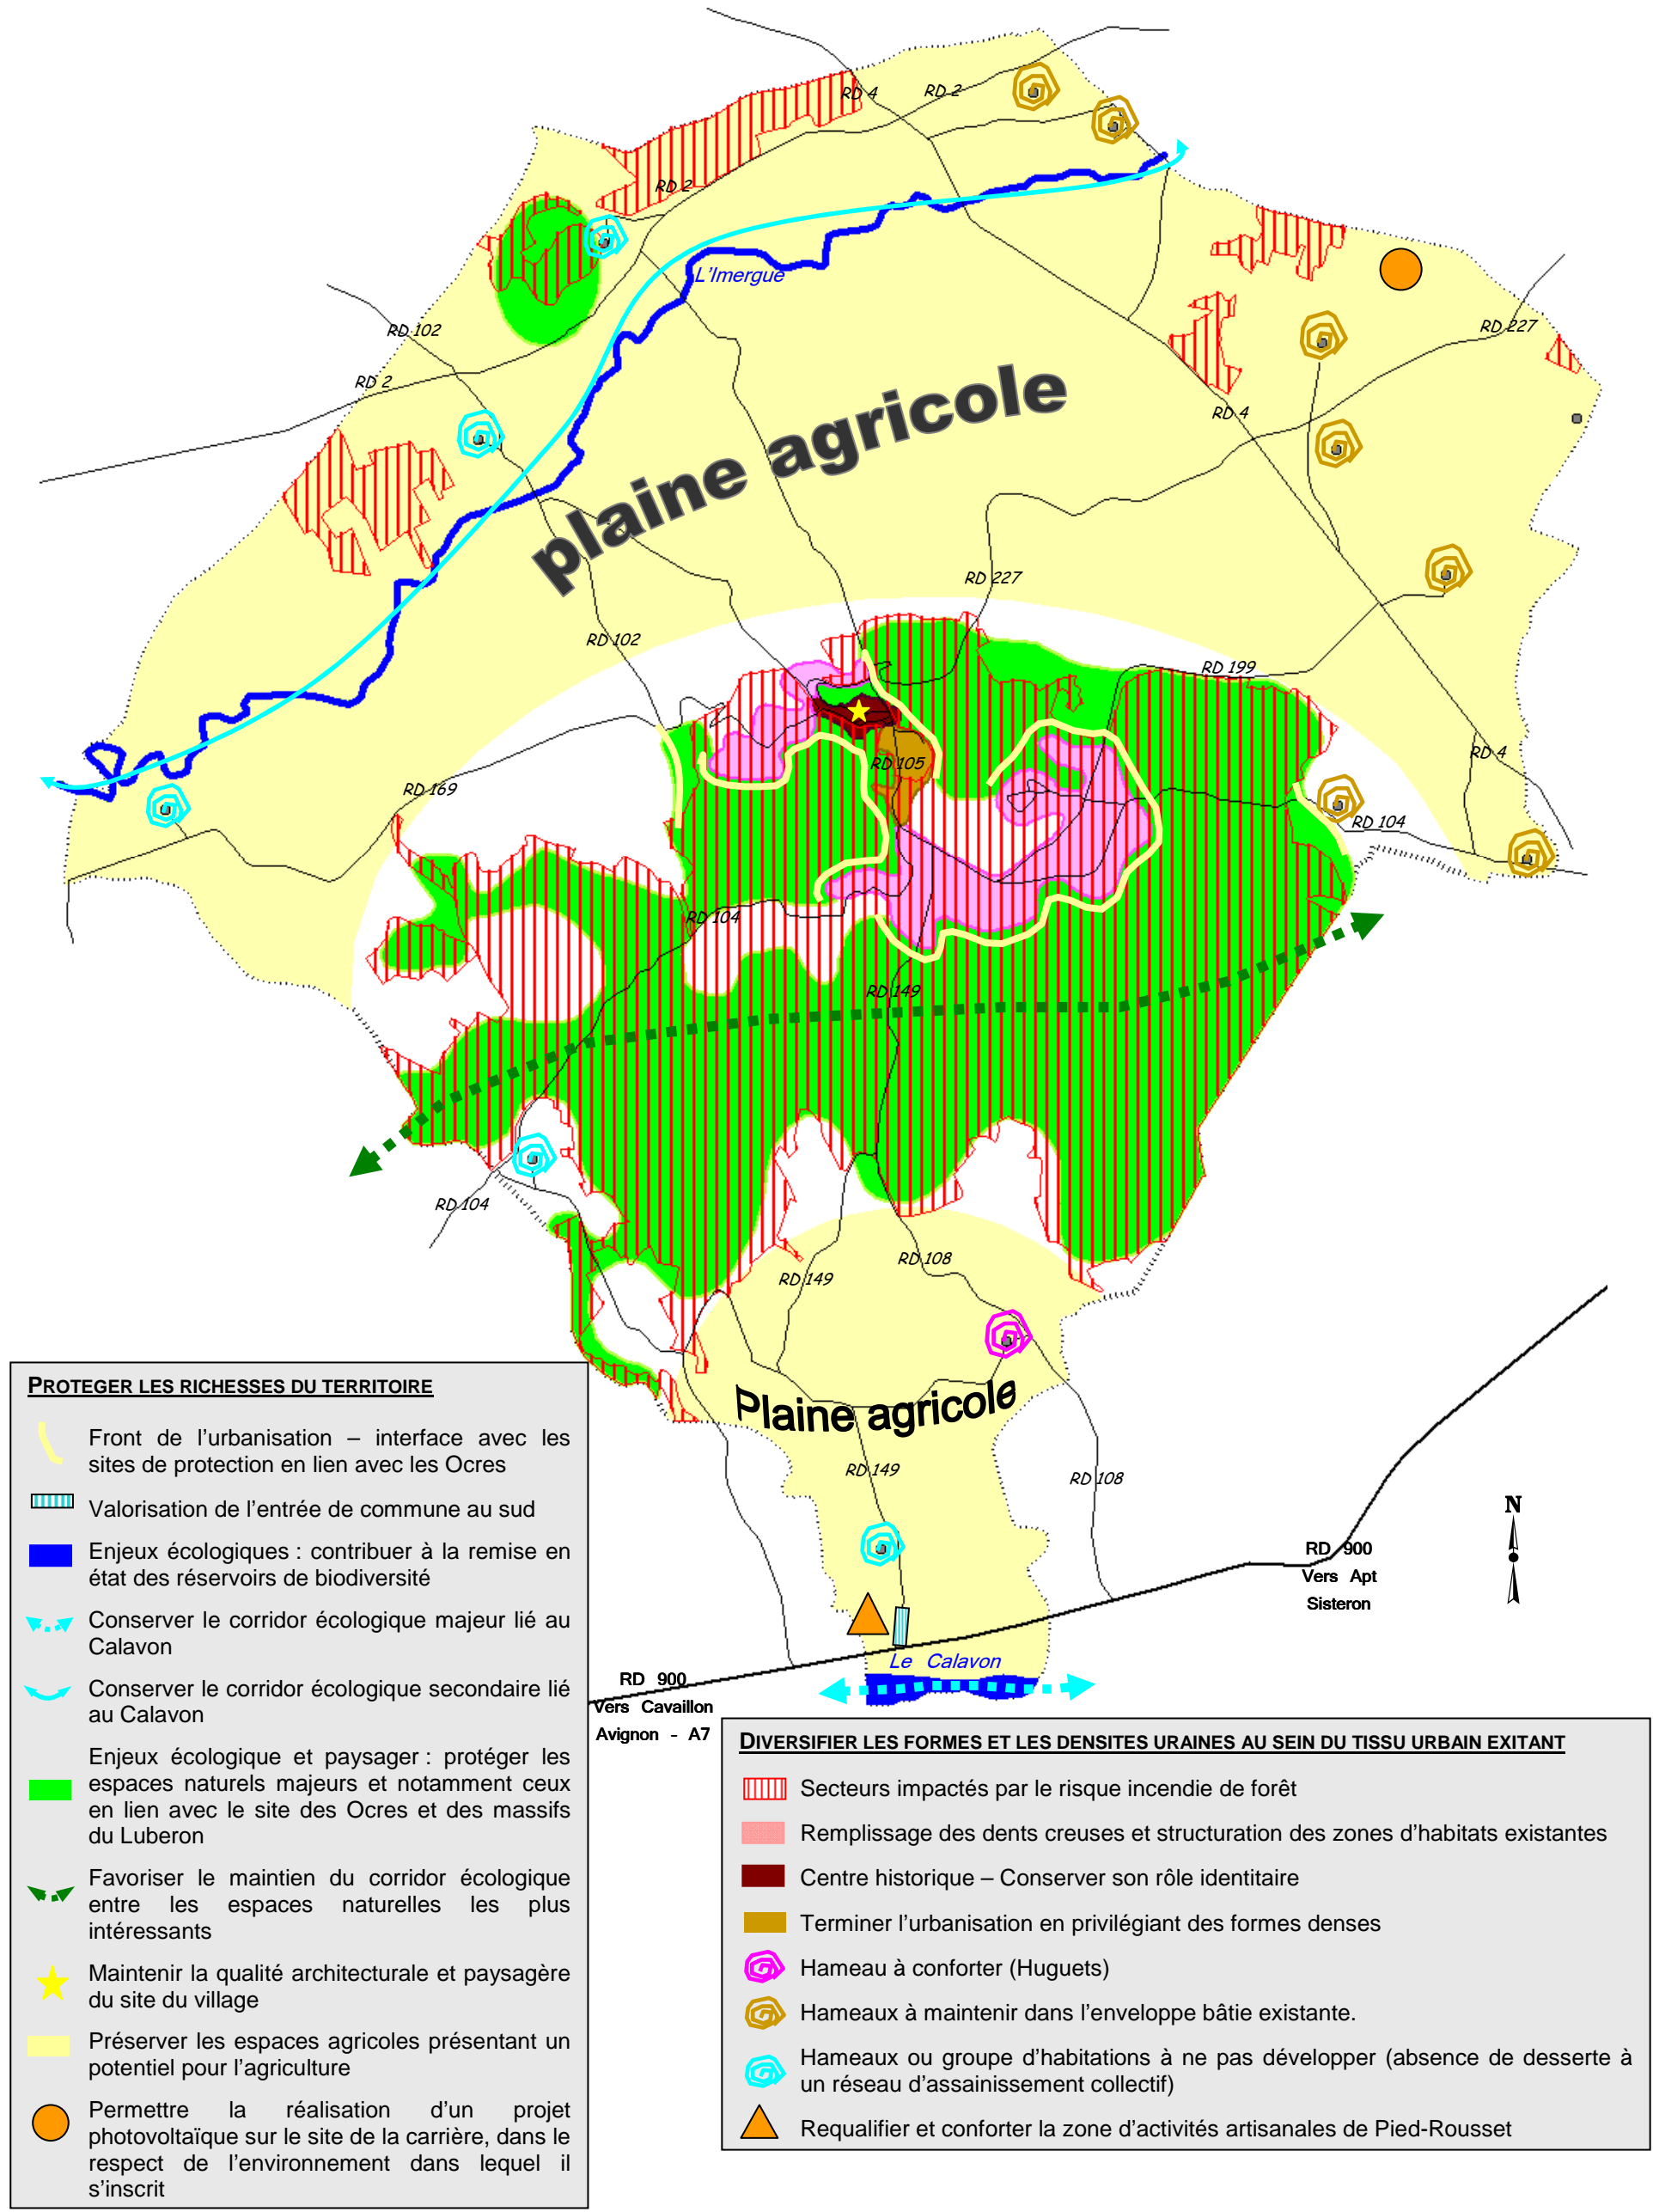 RD 4
RD 2
RD 2
L'Imergue
RD 102
RD 227
RD 2
RD 4
plaine agricole
RD 227
RD 102
RD 199
RD 4
RD 105
RD 169
RD 104
RD 104
RD 149
RD 104
RD 108
RD 149
Plaine agricole
RD 149
RD 108
N
RD 900
Vers Apt
Sisteron
Le Calavon
RD 900
Vers Cavaillon
Avignon - A7
PROTEGER LES RICHESSES DU TERRITOIRE
Front de l'urbanisation – interface avec les
sites de protection en lien avec les Ocres
Valorisation de l'entrée de commune au sud
Enjeux écologiques : contribuer à la remise en
état des réservoirs de biodiversité
Conserver le corridor écologique majeur lié au
Calavon
Conserver le corridor écologique secondaire lié
au Calavon
Enjeux écologique et paysager : protéger les
espaces naturels majeurs et notamment ceux
en lien avec le site des Ocres et des massifs
du Luberon
Favoriser le maintien du corridor écologique
entre les espaces naturelles les plus
intéressants
Maintenir la qualité architecturale et paysagère
du site du village
Préserver les espaces agricoles présentant un
potentiel pour l'agriculture
Permettre la réalisation d'un projet
photovoltaïque sur le site de la carrière, dans le
respect de l'environnement dans lequel il
s'inscrit
DIVERSIFIER LES FORMES ET LES DENSITES URAINES AU SEIN DU TISSU URBAIN EXITANT
Secteurs impactés par le risque incendie de forêt
Remplissage des dents creuses et structuration des zones d'habitats existantes
Centre historique – Conserver son rôle identitaire
Terminer l'urbanisation en privilégiant des formes denses
Hameau à conforter (Huguets)
Hameaux à maintenir dans l'enveloppe bâtie existante.
Hameaux ou groupe d'habitations à ne pas développer (absence de desserte à
un réseau d'assainissement collectif)
Requalifier et conforter la zone d'activités artisanales de Pied-Rousset